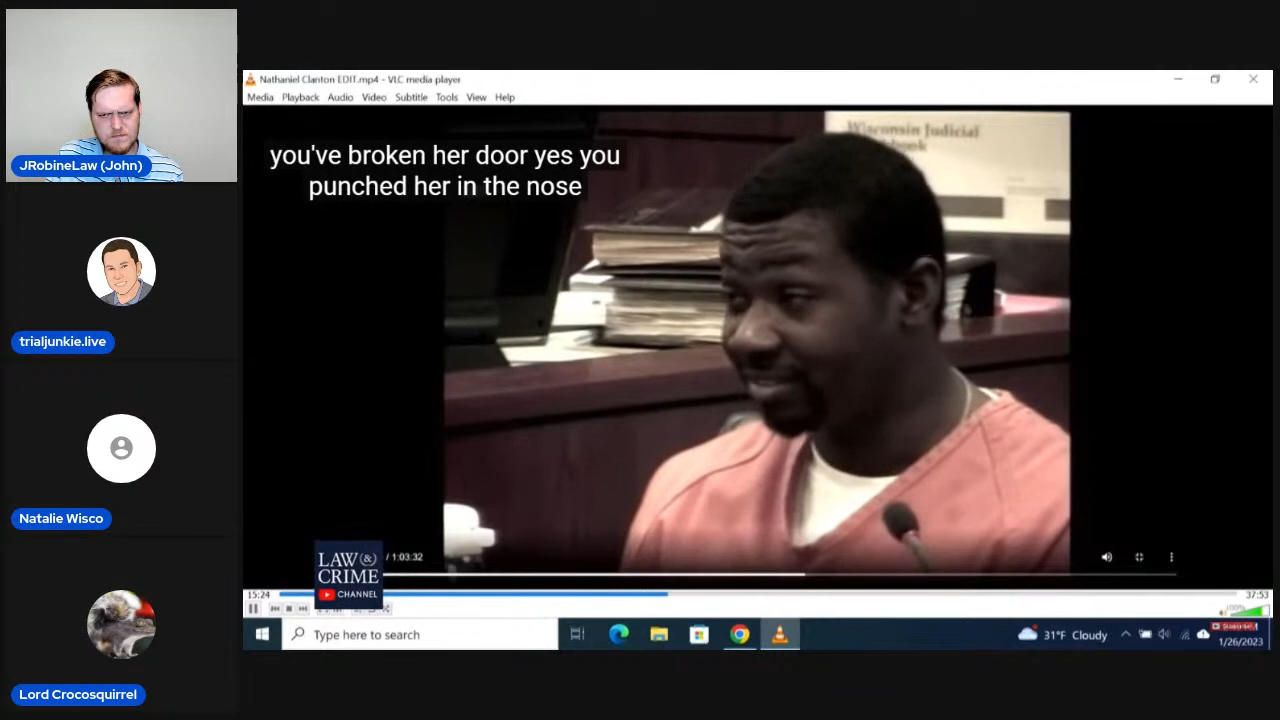 JRobineLaw (John)
trialjunkie.live
Natalie Wisco
Lord Crocosquirrel
Nathaniel Clanton EDIT.mp4 - VLC media player
Media Playback Audio Video Subtitle Tools View Help
you've broken her door yes you
punched her in the nose
Wisconsin Judicial
LAW(&)
CRIME
CHANNEL
/ 1:03:32
15:24
37:53
100%
Type here to search
31°F Cloudy
1/26/2023